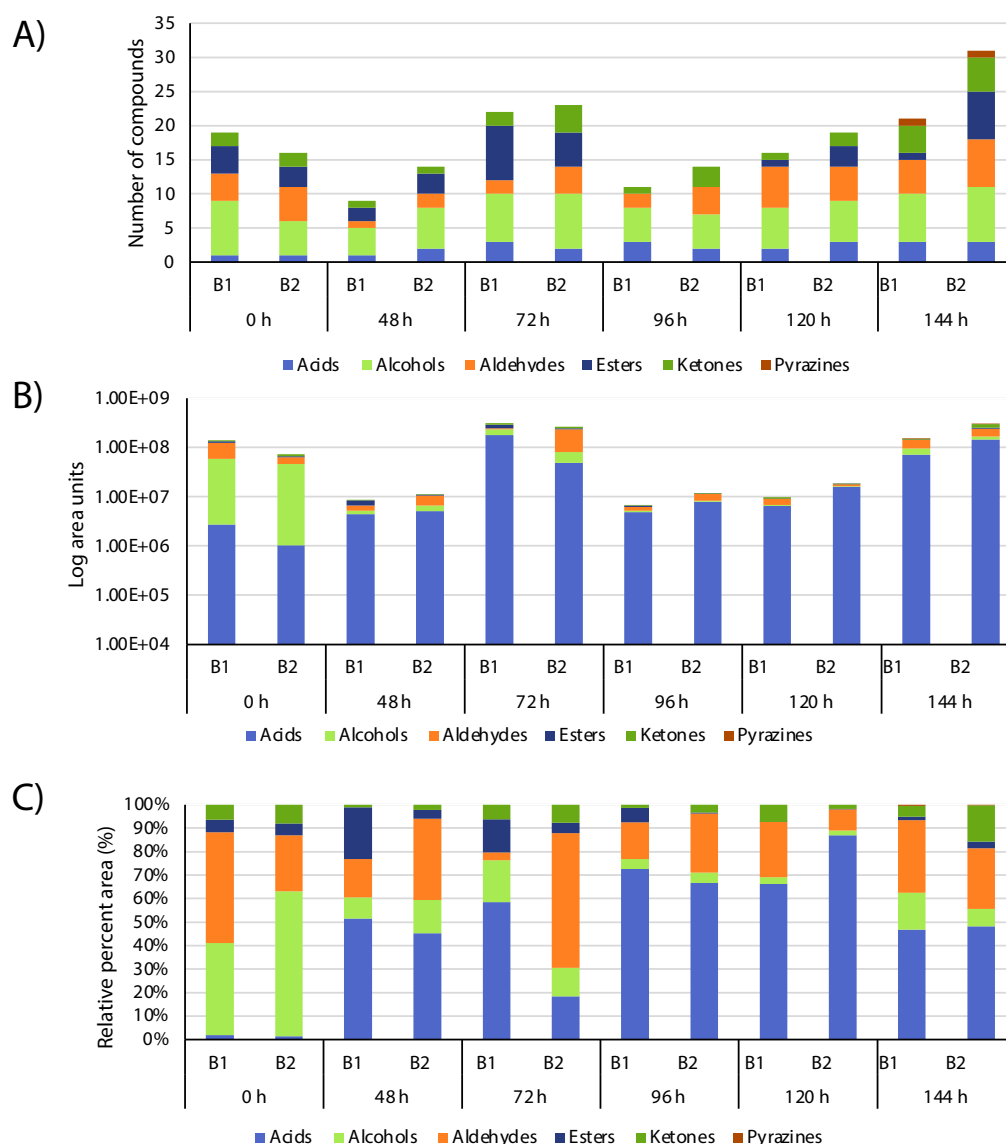 A)
Number of compounds
35
30
25
20
15
10
5
0
B1 B2 B1 B2 B1 B2 B1 B2 B1 B2 B1 B2
0 h 48 h 72 h 96 h 120 h 144 h
Acids Alcohols Aldehydes Esters Ketones Pyrazines
B)
Log area units
1.00E+09
1.00E+08
1.00E+07
1.00E+06
1.00E+05
1.00E+04
B1 B2 B1 B2 B1 B2 B1 B2 B1 B2 B1 B2
0 h 48 h 72 h 96 h 120 h 144 h
Acids Alcohols Aldehydes Esters Ketones Pyrazines
C)
Relative percent area (%)
100%
90%
80%
70%
60%
50%
40%
30%
20%
10%
0%
B1 B2 B1 B2 B1 B2 B1 B2 B1 B2 B1 B2
0 h 48 h 72 h 96 h 120 h 144 h
Acids Alcohols Aldehydes Esters Ketones Pyrazines